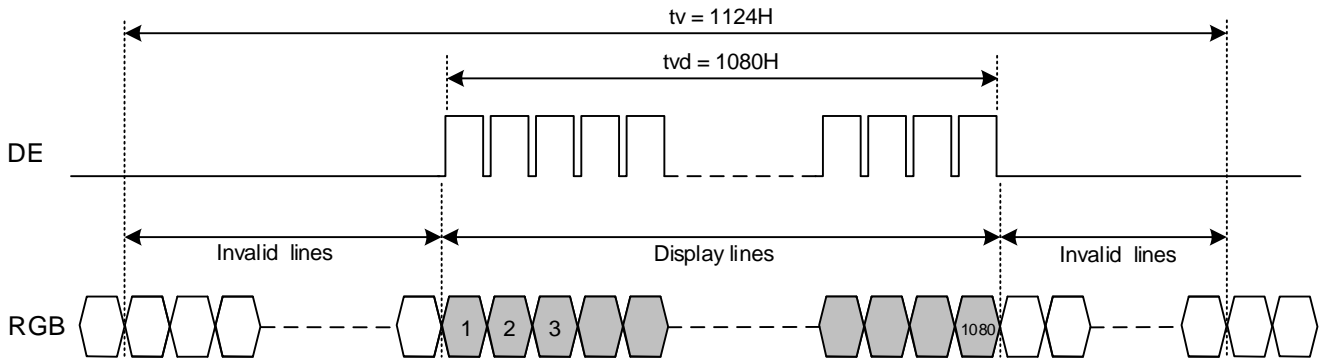 tv = 1124H
tvd = 1080H
DE
Invalid lines
Display lines
Invalid lines
RGB
1
2
3
1080